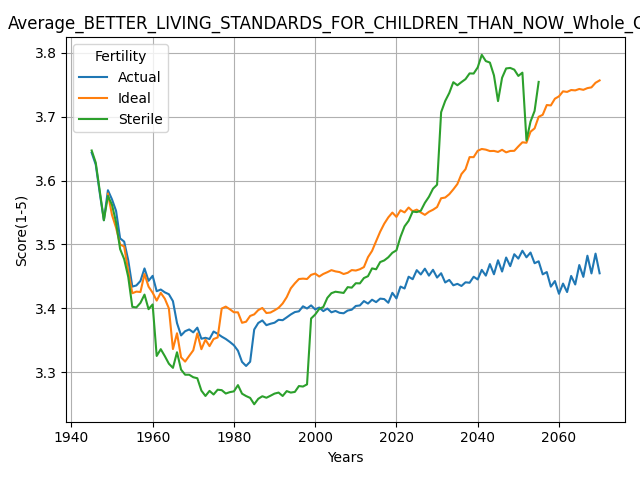 Average_BETTER_LIVING_STANDARDS_FOR_CHILDREN_THAN_NOW_Whole_
3.8
3.7
3.6
3.5
3.4
3.3
Score(1-5)
Fertility
Actual
Ideal
Sterile
1940
1960
1980
2000
2020
2040
2060
Years